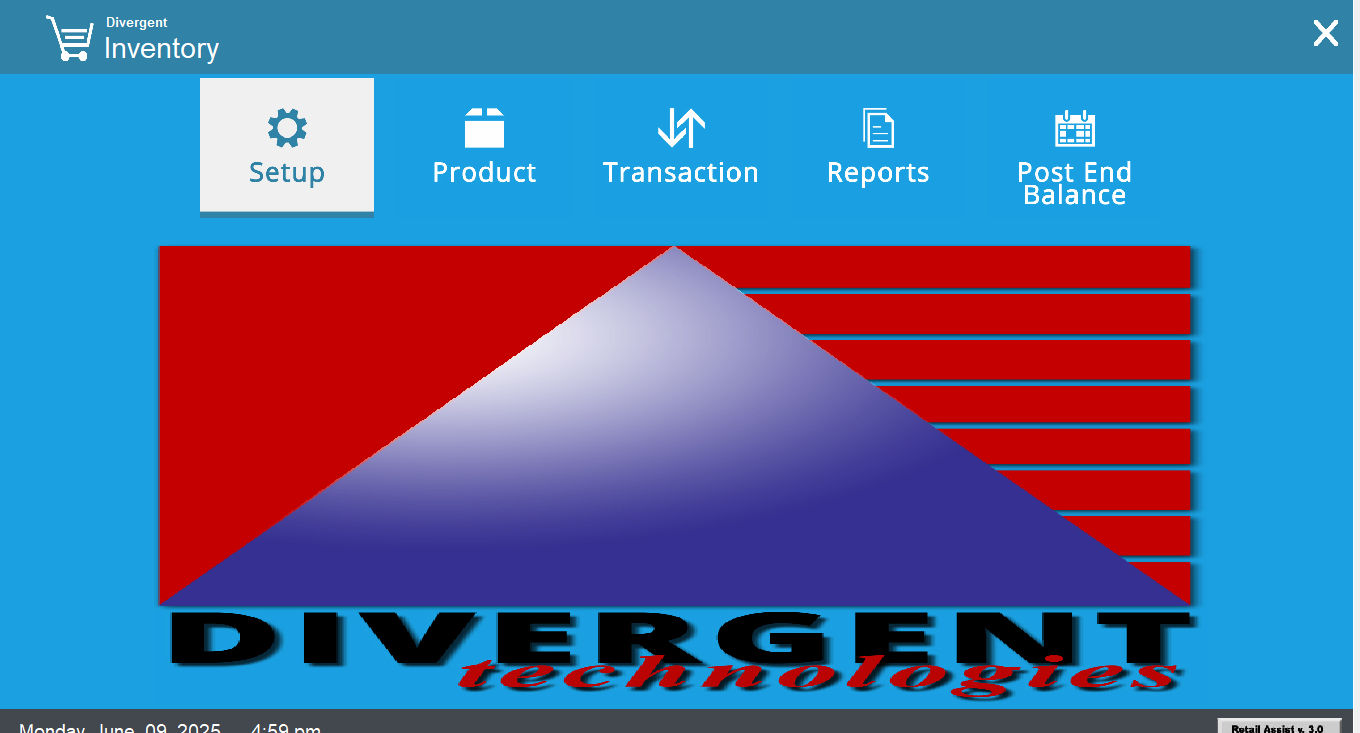 Divergent
Inventory
Setup
Product
Transaction
Reports
Post End
Balance
DIVERGENT
technologies
Monday, June 09, 2025 4:59 pm
Retail Assist v. 3.0